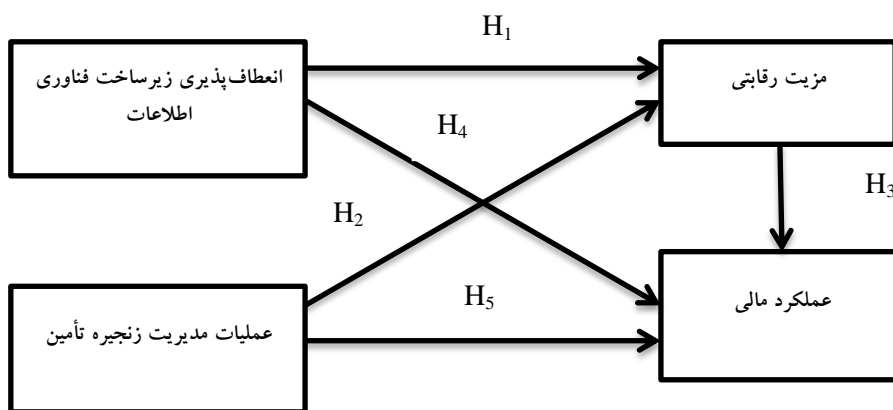 H₁
انعطاف‌پذیری زیرساخت فناوری
اطلاعات
مزیت رقابتی
H₄
H₂
H₃
H₅
عملیات مدیریت زنجیره تأمین
عملکرد مالی